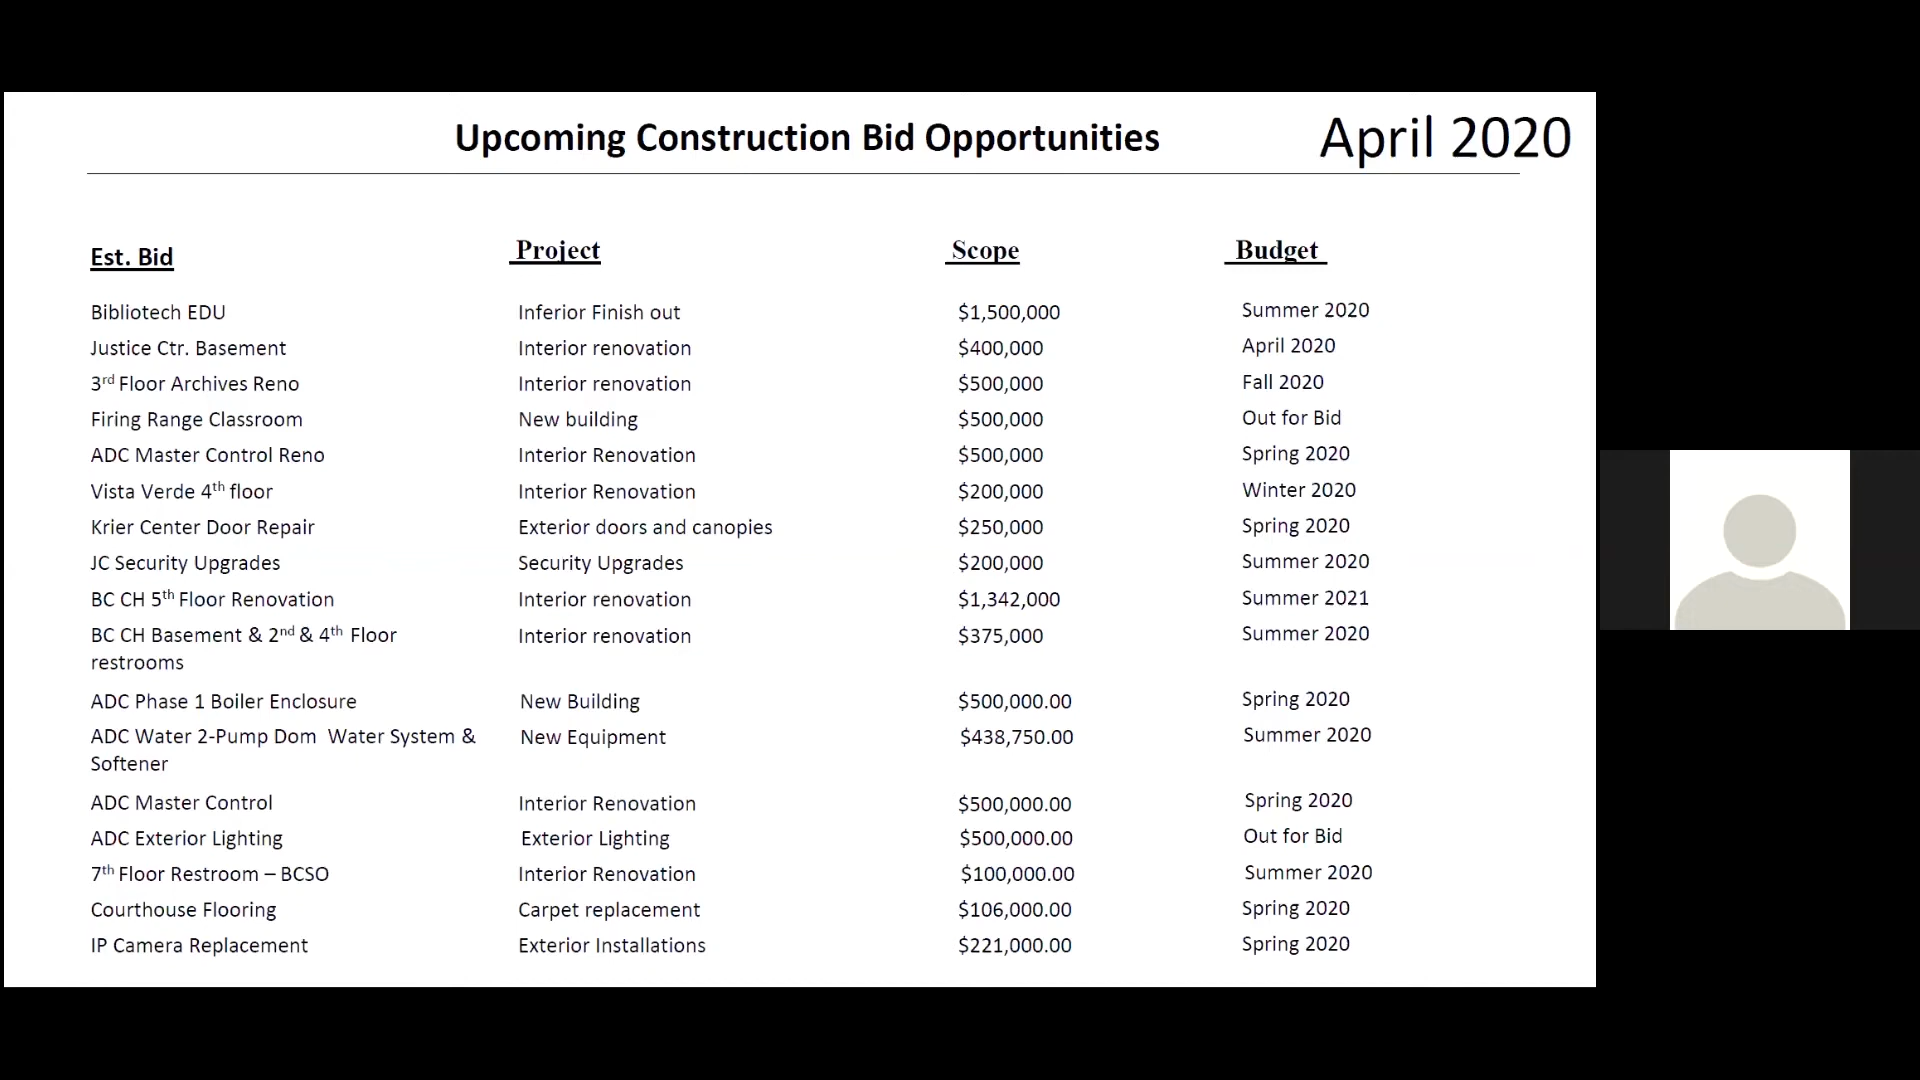 Upcoming Construction Bid Opportunities April 2020
Est. Bid Project Scope Budget
Bibliotech EDU Inferior Finish out $1,500,000 Summer 2020
Justice Ctr. Basement Interior renovation $400,000 April 2020
3rd Floor Archives Reno Interior renovation $500,000 Fall 2020
Firing Range Classroom New building $500,000 Out for Bid
ADC Master Control Reno Interior Renovation $500,000 Spring 2020
Vista Verde 4th floor Interior Renovation $200,000 Winter 2020
Krier Center Door Repair Exterior doors and canopies $250,000 Spring 2020
JC Security Upgrades Security Upgrades $200,000 Summer 2020
BC CH 5th Floor Renovation Interior renovation $1,342,000 Summer 2021
BC CH Basement & 2nd & 4th Floor Interior renovation $375,000 Summer 2020
restrooms
ADC Phase 1 Boiler Enclosure New Building $500,000.00 Spring 2020
ADC Water 2-Pump Dom Water System & New Equipment $438,750.00 Summer 2020
Softener
ADC Master Control Interior Renovation $500,000.00 Spring 2020
ADC Exterior Lighting Exterior Lighting $500,000.00 Out for Bid
7th Floor Restroom – BCSO Interior Renovation $100,000.00 Summer 2020
Courthouse Flooring Carpet replacement $106,000.00 Spring 2020
IP Camera Replacement Exterior Installations $221,000.00 Spring 2020